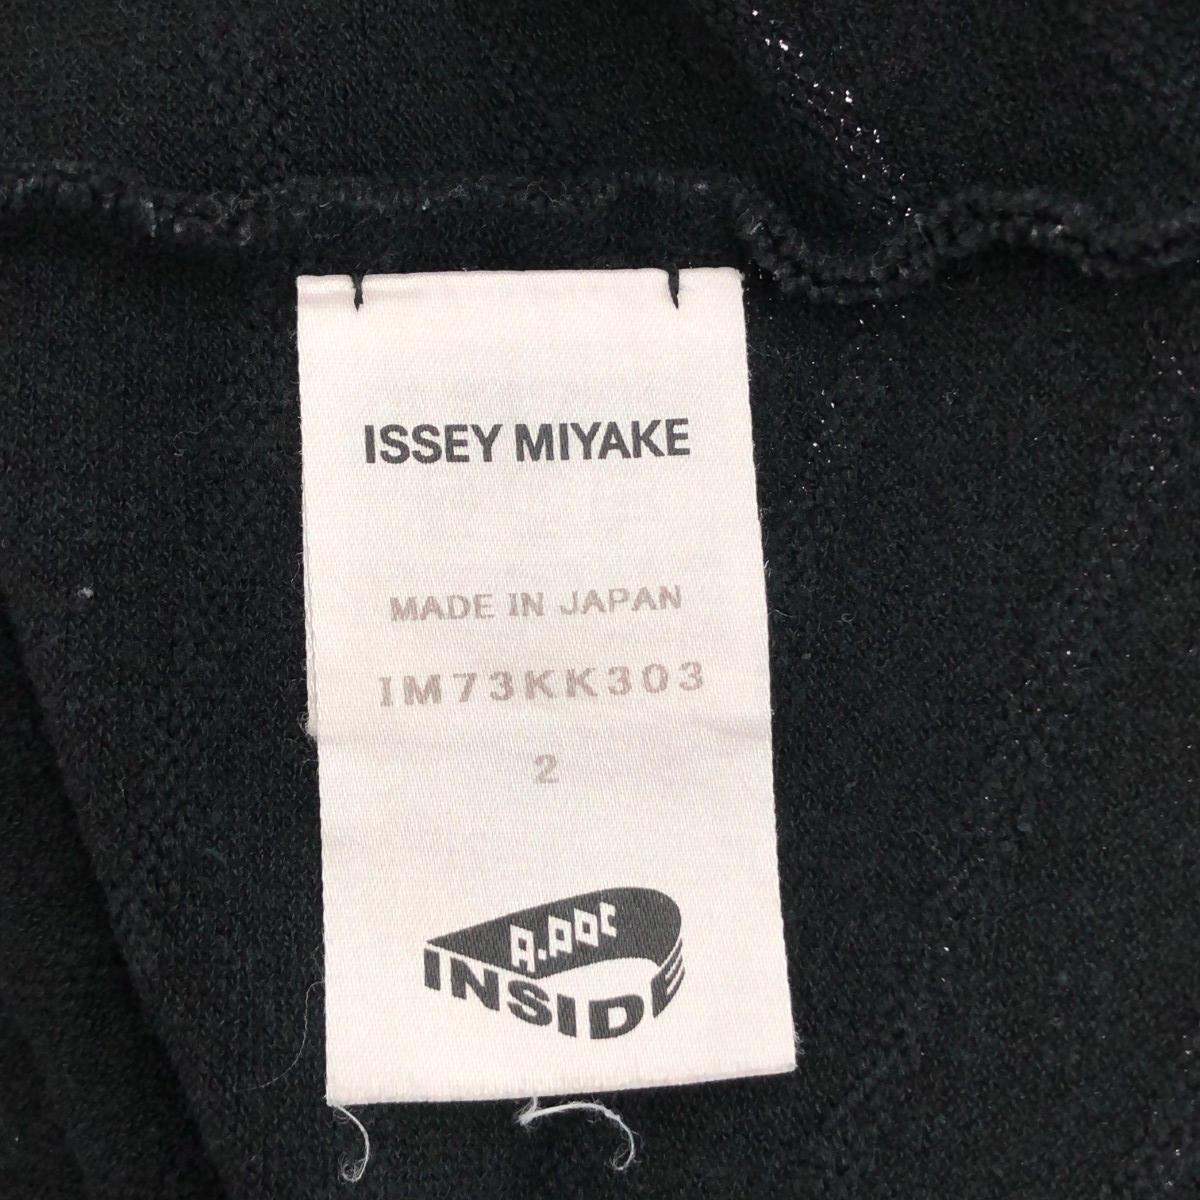 ISSEY MIYAKE
MADE IN JAPAN
IM73KK303
2
A.POC
INSIDE